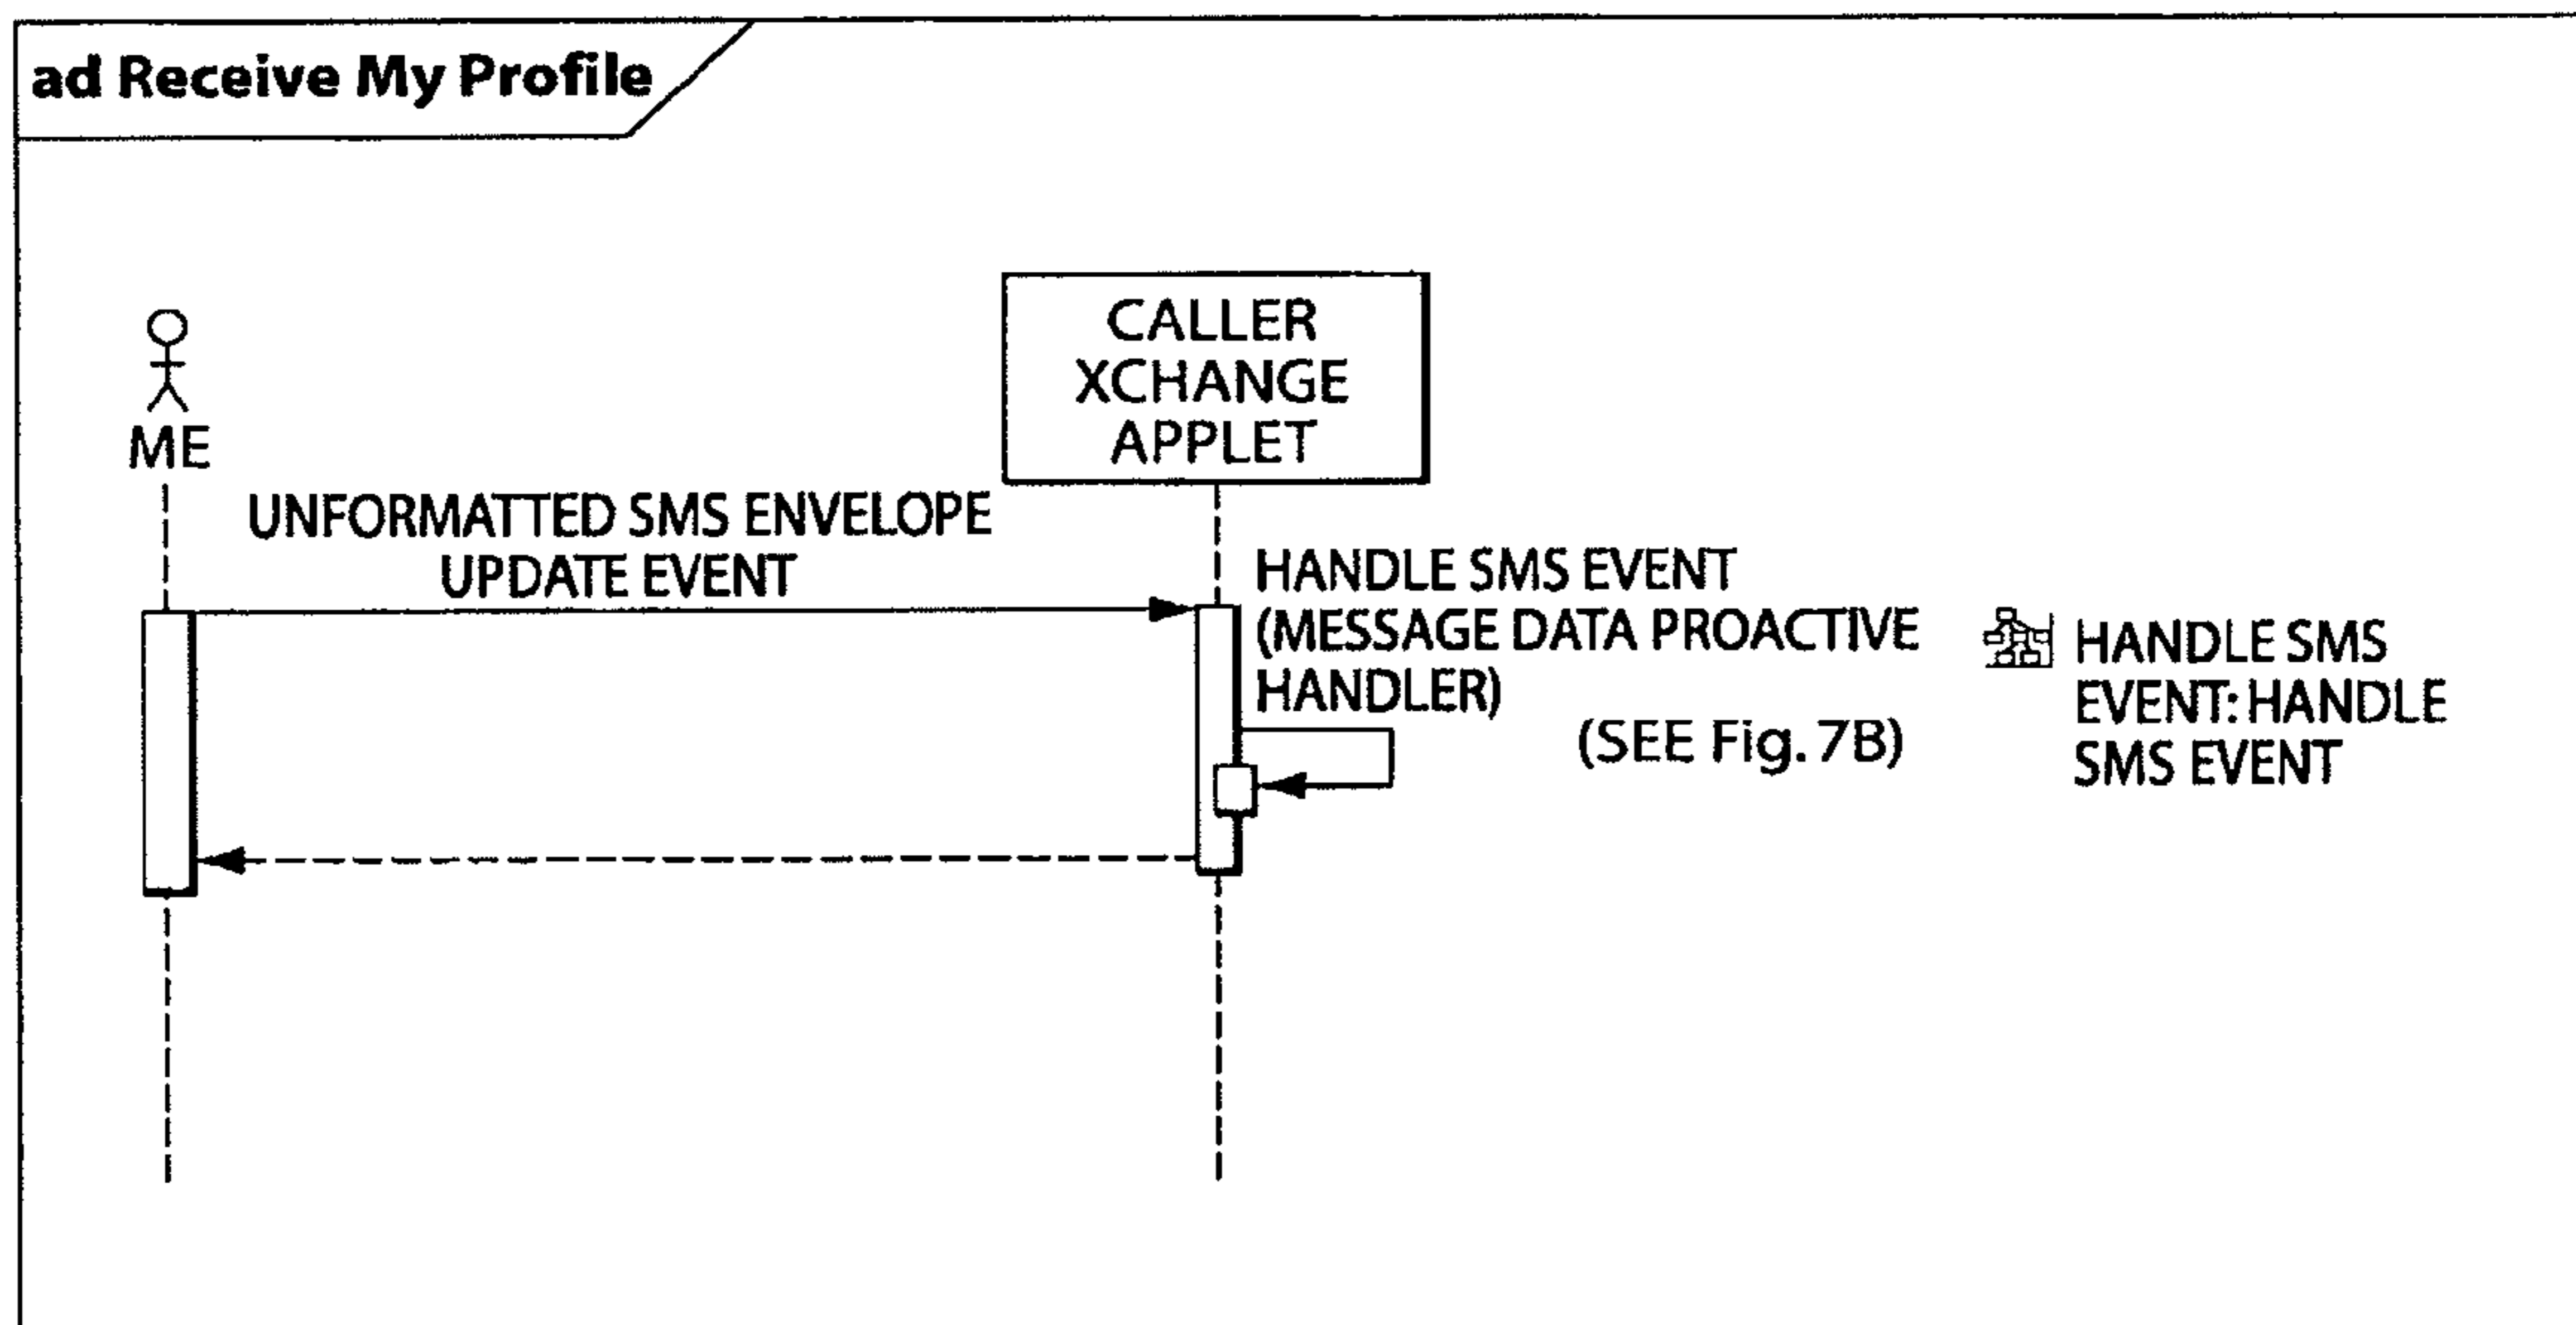 ad Receive My Profile
CALLER
XCHANGE
APPLET
ME
UNFORMATTED SMS ENVELOPE
UPDATE EVENT
HANDLE SMS EVENT
(MESSAGE DATA PROACTIVE
HANDLER)
(SEE Fig. 7B)
HANDLE SMS
EVENT: HANDLE
SMS EVENT